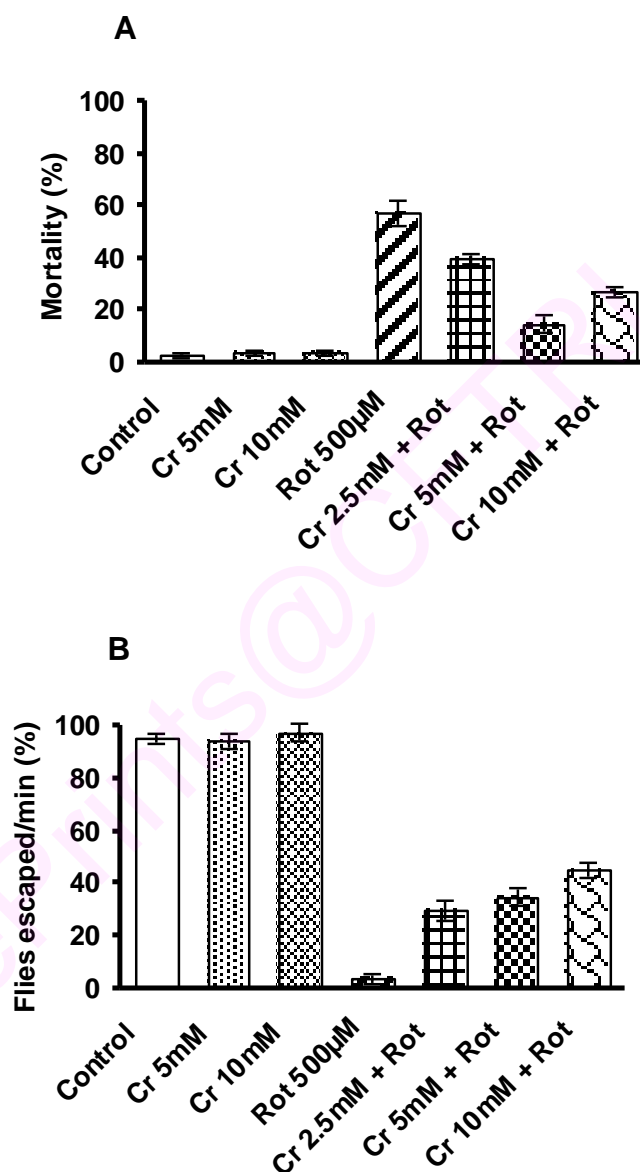 A
100
80
60
40
20
0
Mortality (%)
Control
Cr 5mM
Cr 10mM
Rot 500µM
Cr 2.5mM + Rot
Cr 5mM + Rot
Cr 10mM + Rot
B
100
80
60
40
20
0
Flies escaped/min (%)
Control
Cr 5mM
Cr 10mM
Rot 500µM
Cr 2.5mM + Rot
Cr 5mM + Rot
Cr 10mM + Rot
ePrints@CFTRI